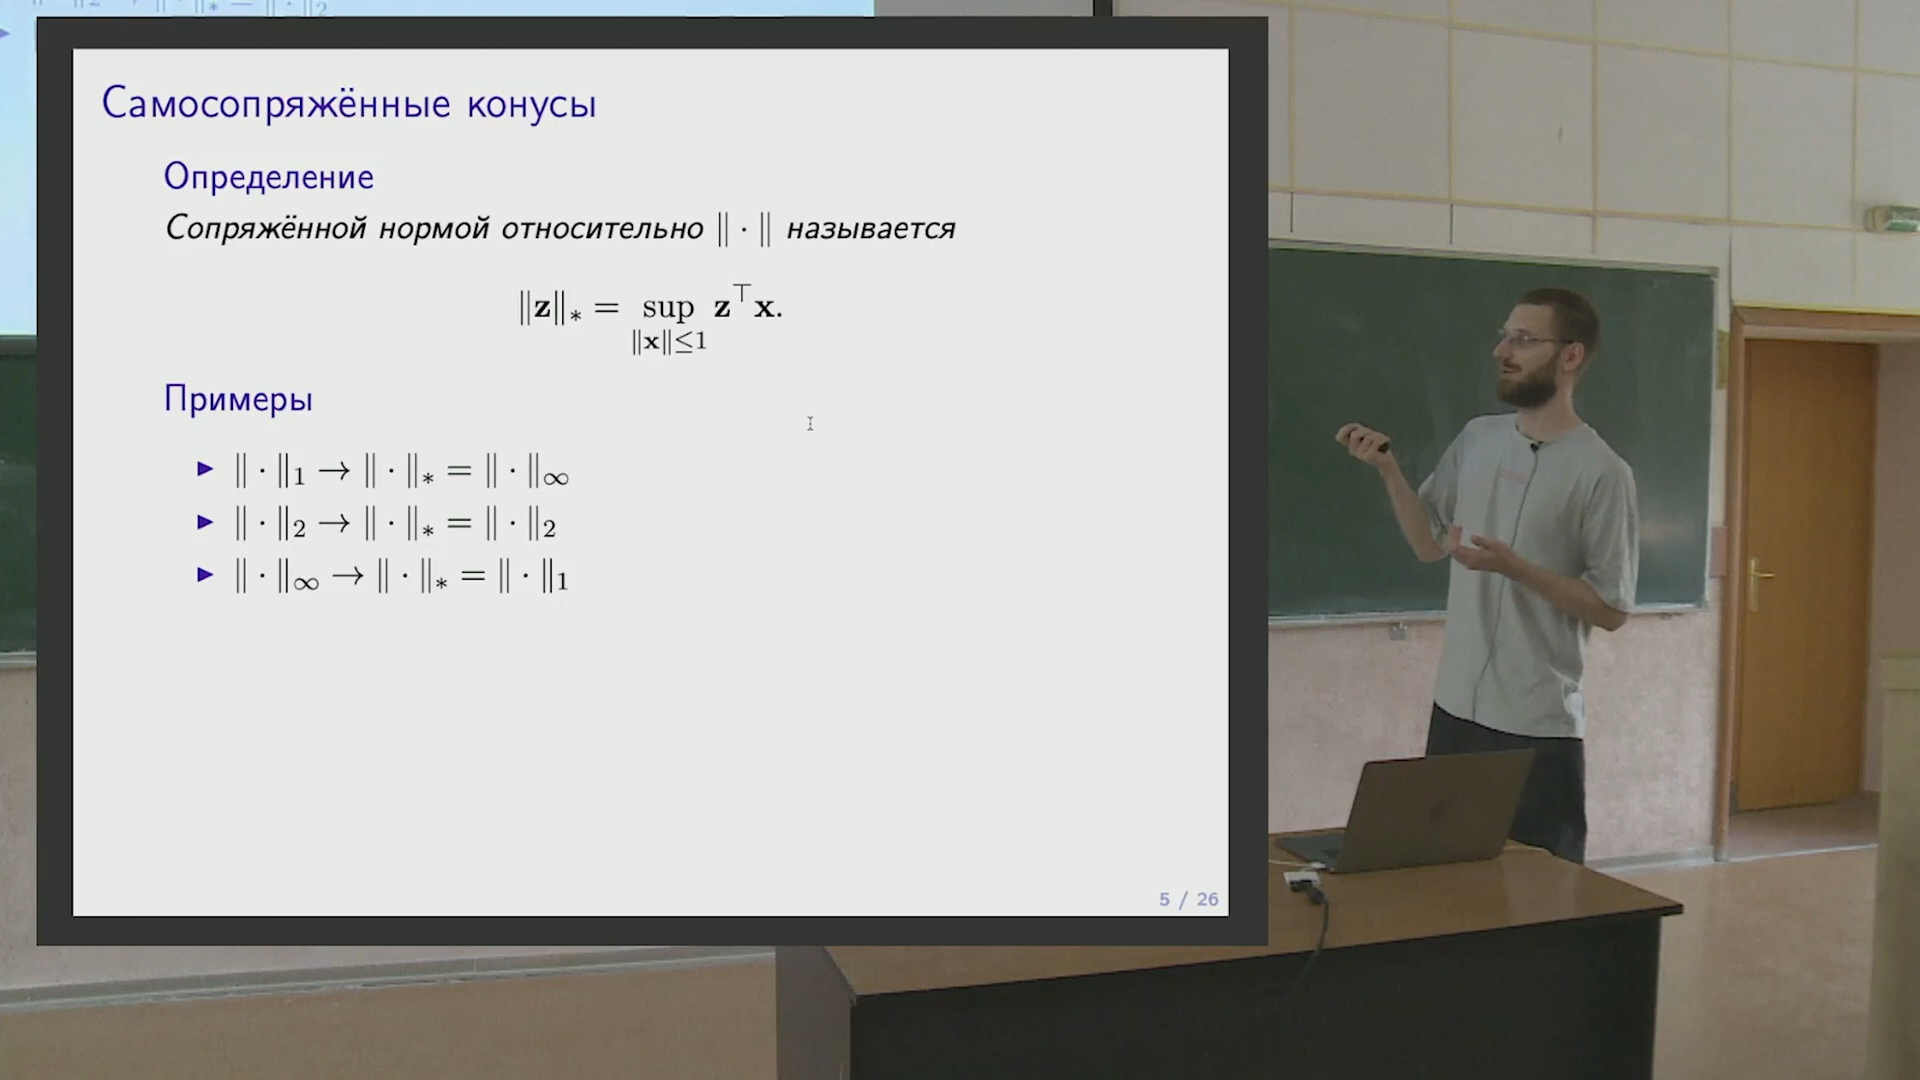 Самосопряжённые конусы
Определение
Сопряжённой нормой относительно ‖ · ‖ называется
‖z‖∗ = sup z⊤x.
‖x‖≤1
Примеры
▶ ‖ · ‖1 → ‖ · ‖∗ = ‖ · ‖∞
▶ ‖ · ‖2 → ‖ · ‖∗ = ‖ · ‖2
▶ ‖ · ‖∞ → ‖ · ‖∗ = ‖ · ‖1
5 / 26